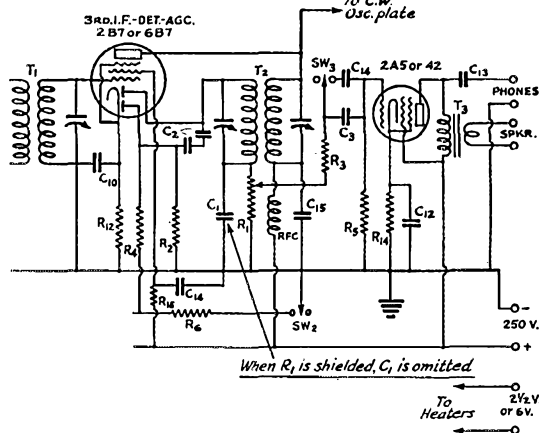 To C.W.
Osc. plate
3RD. I.F.-DET.-AGC.
2B7 or 6B7
T1
T2
SW3
C14
2A5 or 42
C13
PHONES
T3
SPKR.
C2
C3
R3
C10
R12
R4
R2
C1
R1
RFC
C15
R5
R14
C12
C14
R15
R6
SW2
-
250 V.
+
When R1 is shielded, C1 is omitted
To
Heaters
2½V
or 6V.